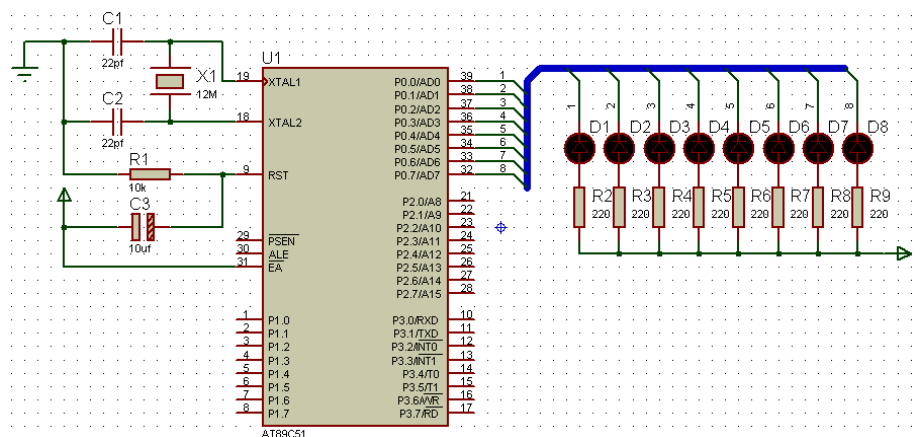 C1
22pf
X1
12M
C2
22pf
R1
10k
C3
10uf
U1
19 XTAL1
18 XTAL2
9 RST
29 PSEN
30 ALE
31 EA
1 P1.0
2 P1.1
3 P1.2
4 P1.3
5 P1.4
6 P1.5
7 P1.6
8 P1.7
P0.0/AD0 39 1
P0.1/AD1 38 2
P0.2/AD2 37 3
P0.3/AD3 36 4
P0.4/AD4 35 5
P0.5/AD5 34 6
P0.6/AD6 33 7
P0.7/AD7 32 8
P2.0/A8 21
P2.1/A9 22
P2.2/A10 23
P2.3/A11 24
P2.4/A12 25
P2.5/A13 26
P2.6/A14 27
P2.7/A15 28
P3.0/RXD 10
P3.1/TXD 11
P3.2/INT0 12
P3.3/INT1 13
P3.4/T0 14
P3.5/T1 15
P3.6/WR 16
P3.7/RD 17
AT89C51
1 2 3 4 5 6 7 8
D1 D2 D3 D4 D5 D6 D7 D8
R2 R3 R4 R5 R6 R7 R8 R9
220 220 220 220 220 220 220 220